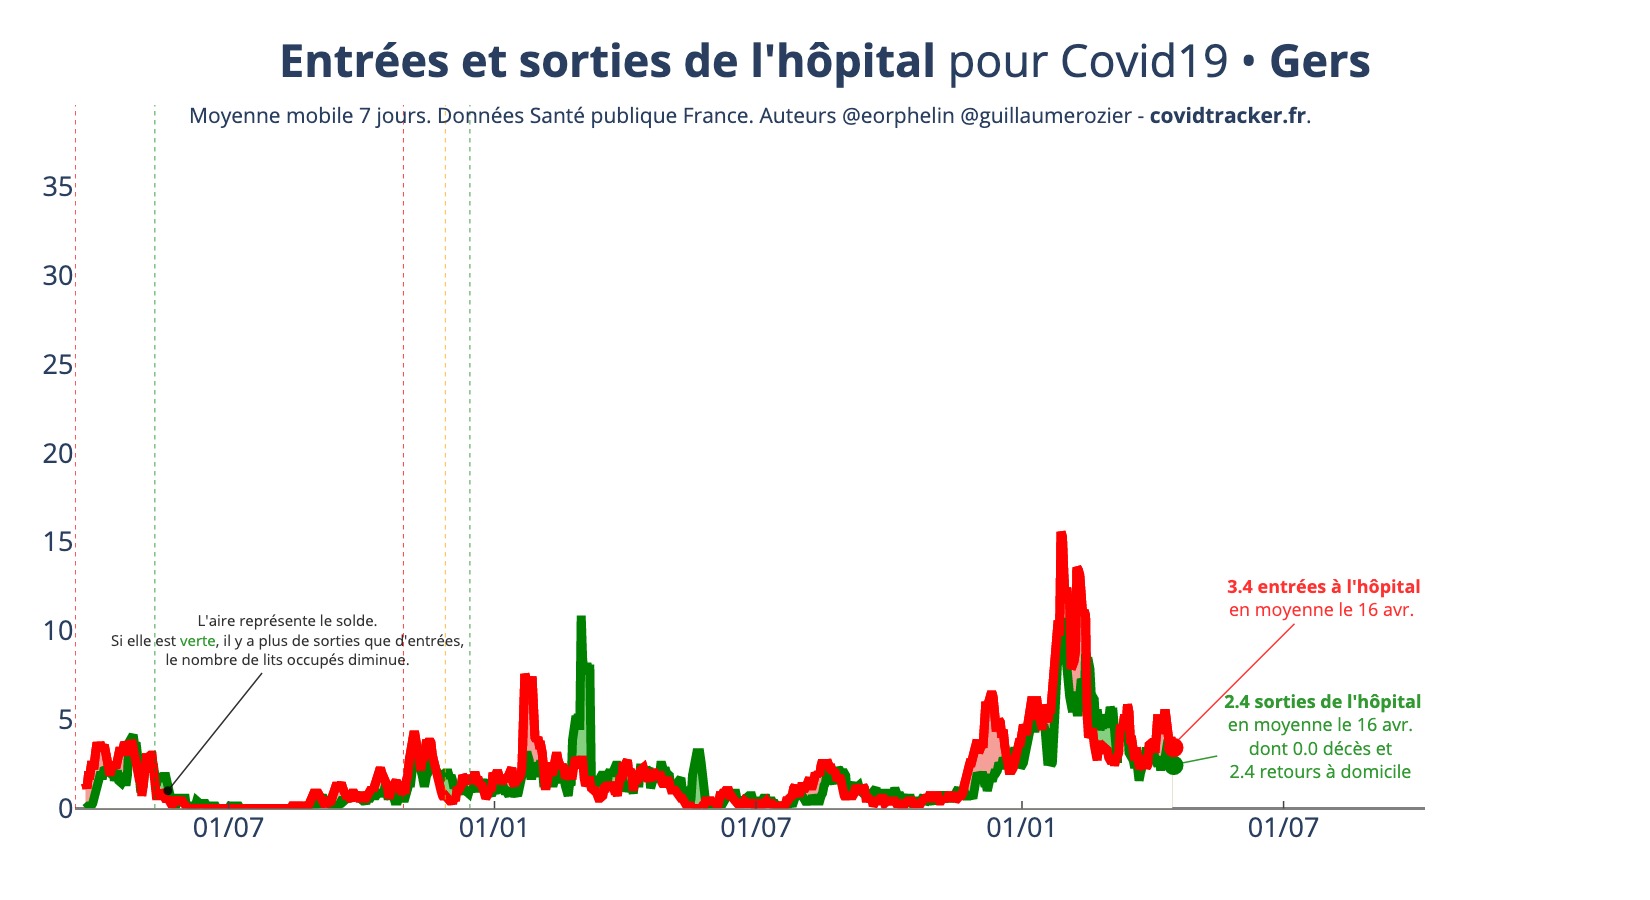 Entrées et sorties de l'hôpital pour Covid19 • Gers
Moyenne mobile 7 jours. Données Santé publique France. Auteurs @eorphelin @guillaumerozier - covidtracker.fr.
35
30
25
20
15
10
5
0
L'aire représente le solde.
Si elle est verte, il y a plus de sorties que d'entrées,
le nombre de lits occupés diminue.
3.4 entrées à l'hôpital
en moyenne le 16 avr.
2.4 sorties de l'hôpital
en moyenne le 16 avr.
dont 0.0 décès et
2.4 retours à domicile
01/07
01/01
01/07
01/01
01/07